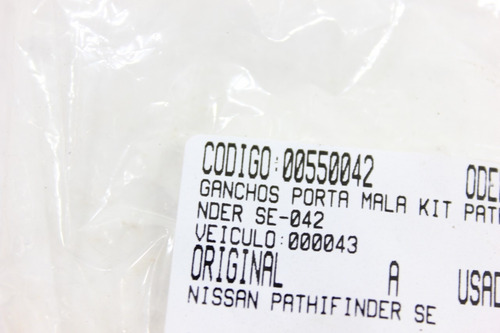 CODIGO:00550042
GANCHOS PORTA MALA KIT
NDER SE-042
VEICULO:000043
ORIGINAL A
NISSAN PATHIFINDER SE